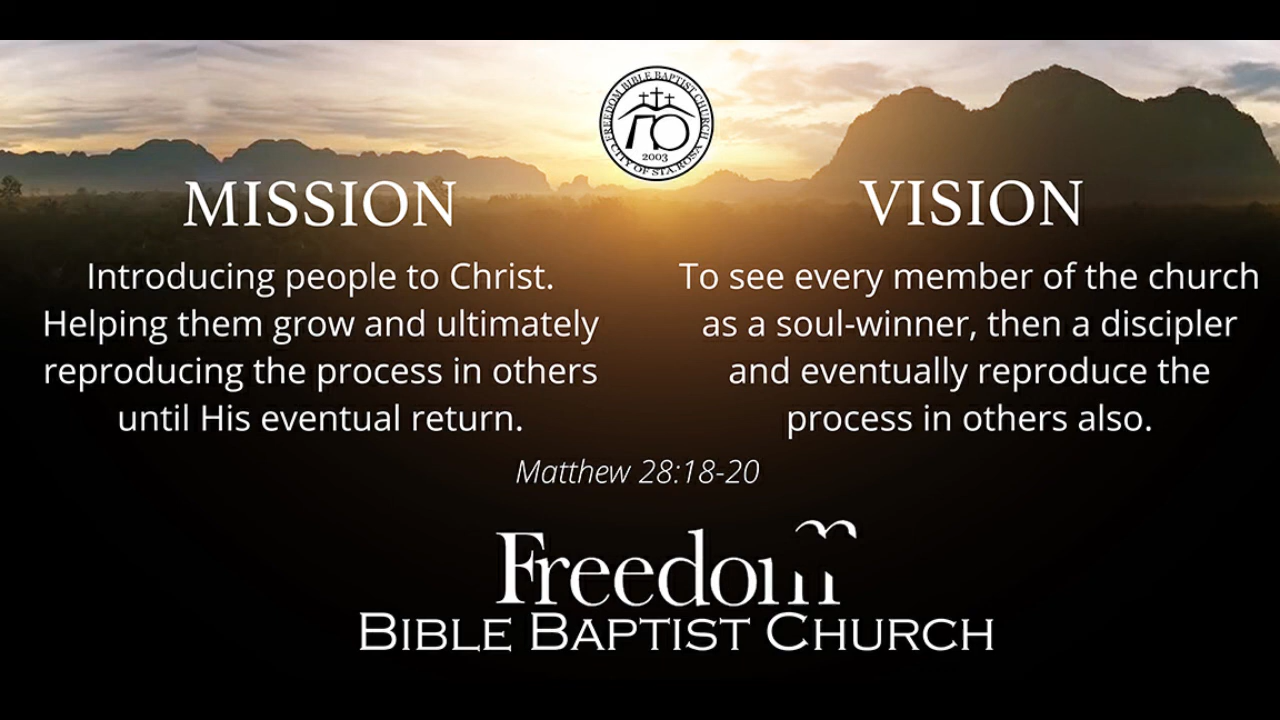 FREEDOM BIBLE BAPTIST CHURCH
2003
CITY OF STA. ROSA
MISSION
Introducing people to Christ.
Helping them grow and ultimately
reproducing the process in others
until His eventual return.
VISION
To see every member of the church
as a soul-winner, then a discipler
and eventually reproduce the
process in others also.
Matthew 28:18-20
Freedom
BIBLE BAPTIST CHURCH